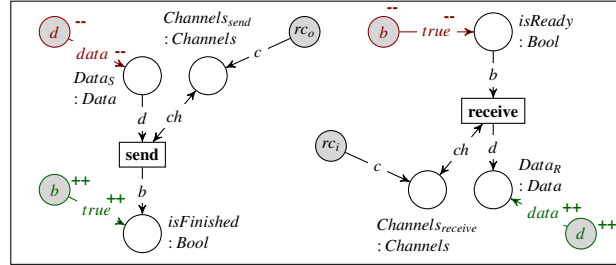 d --
data --
Data_S
: Data
d
send
b
b ++
true ++
isFinished
: Bool
Channels_send
: Channels
c
rc_o
ch
b --
true --
isReady
: Bool
b
receive
ch
d
rc_i
c
Channels_receive
: Channels
Data_R
: Data
data ++
d ++